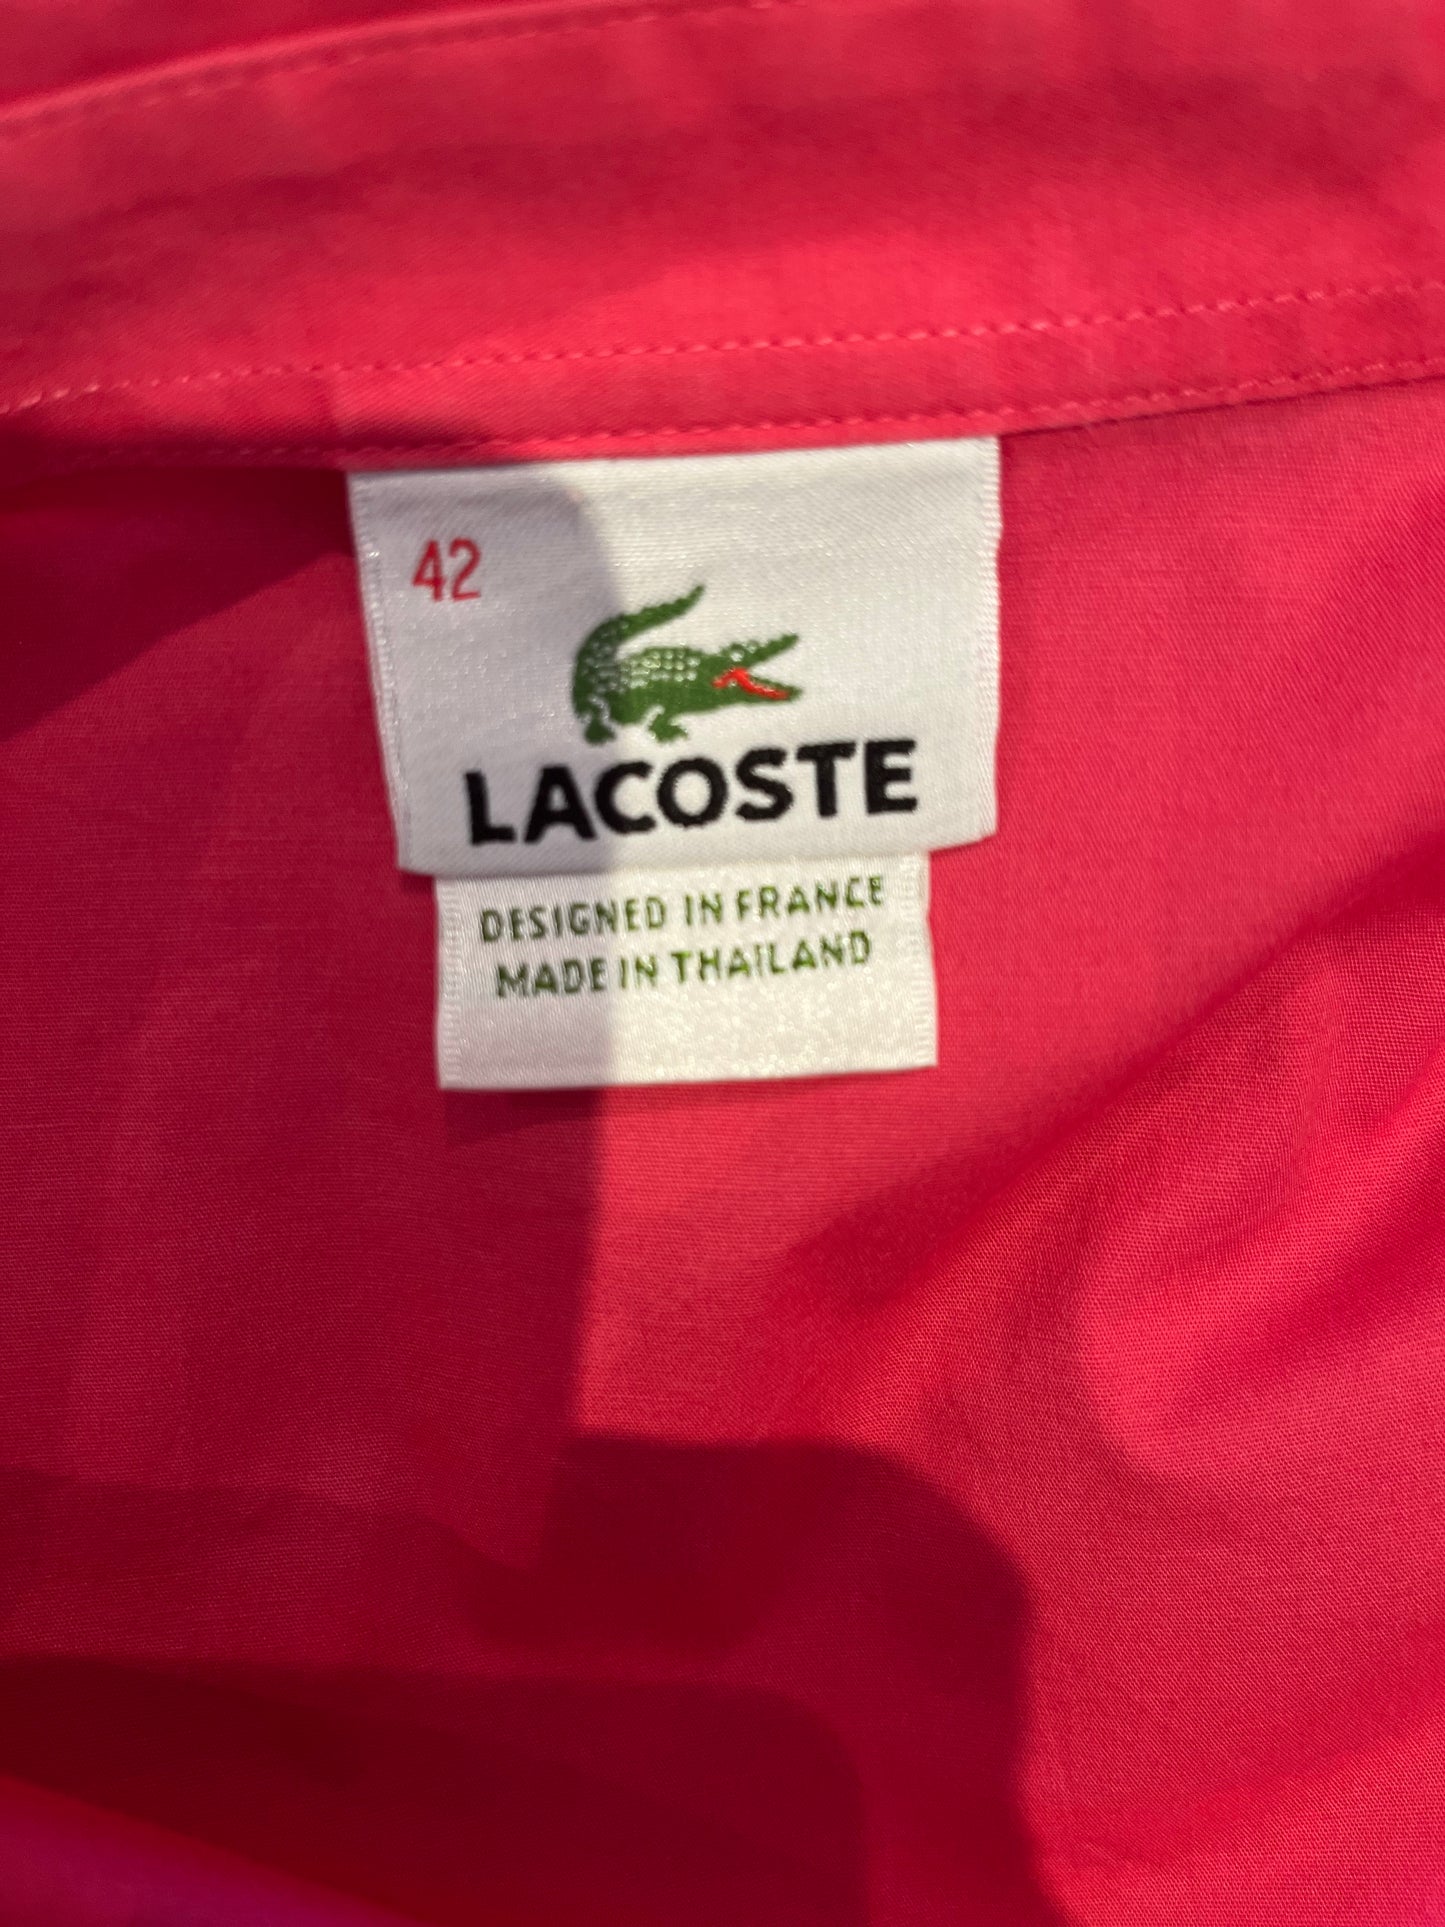 42
LACOSTE
DESIGNED IN FRANCE
MADE IN THAILAND